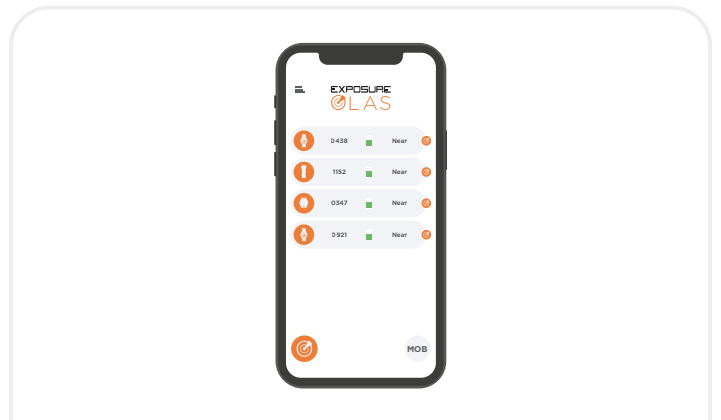 EXPOSURE
OLAS
0438 Near
1152 Near
0347 Near
0921 Near
MOB